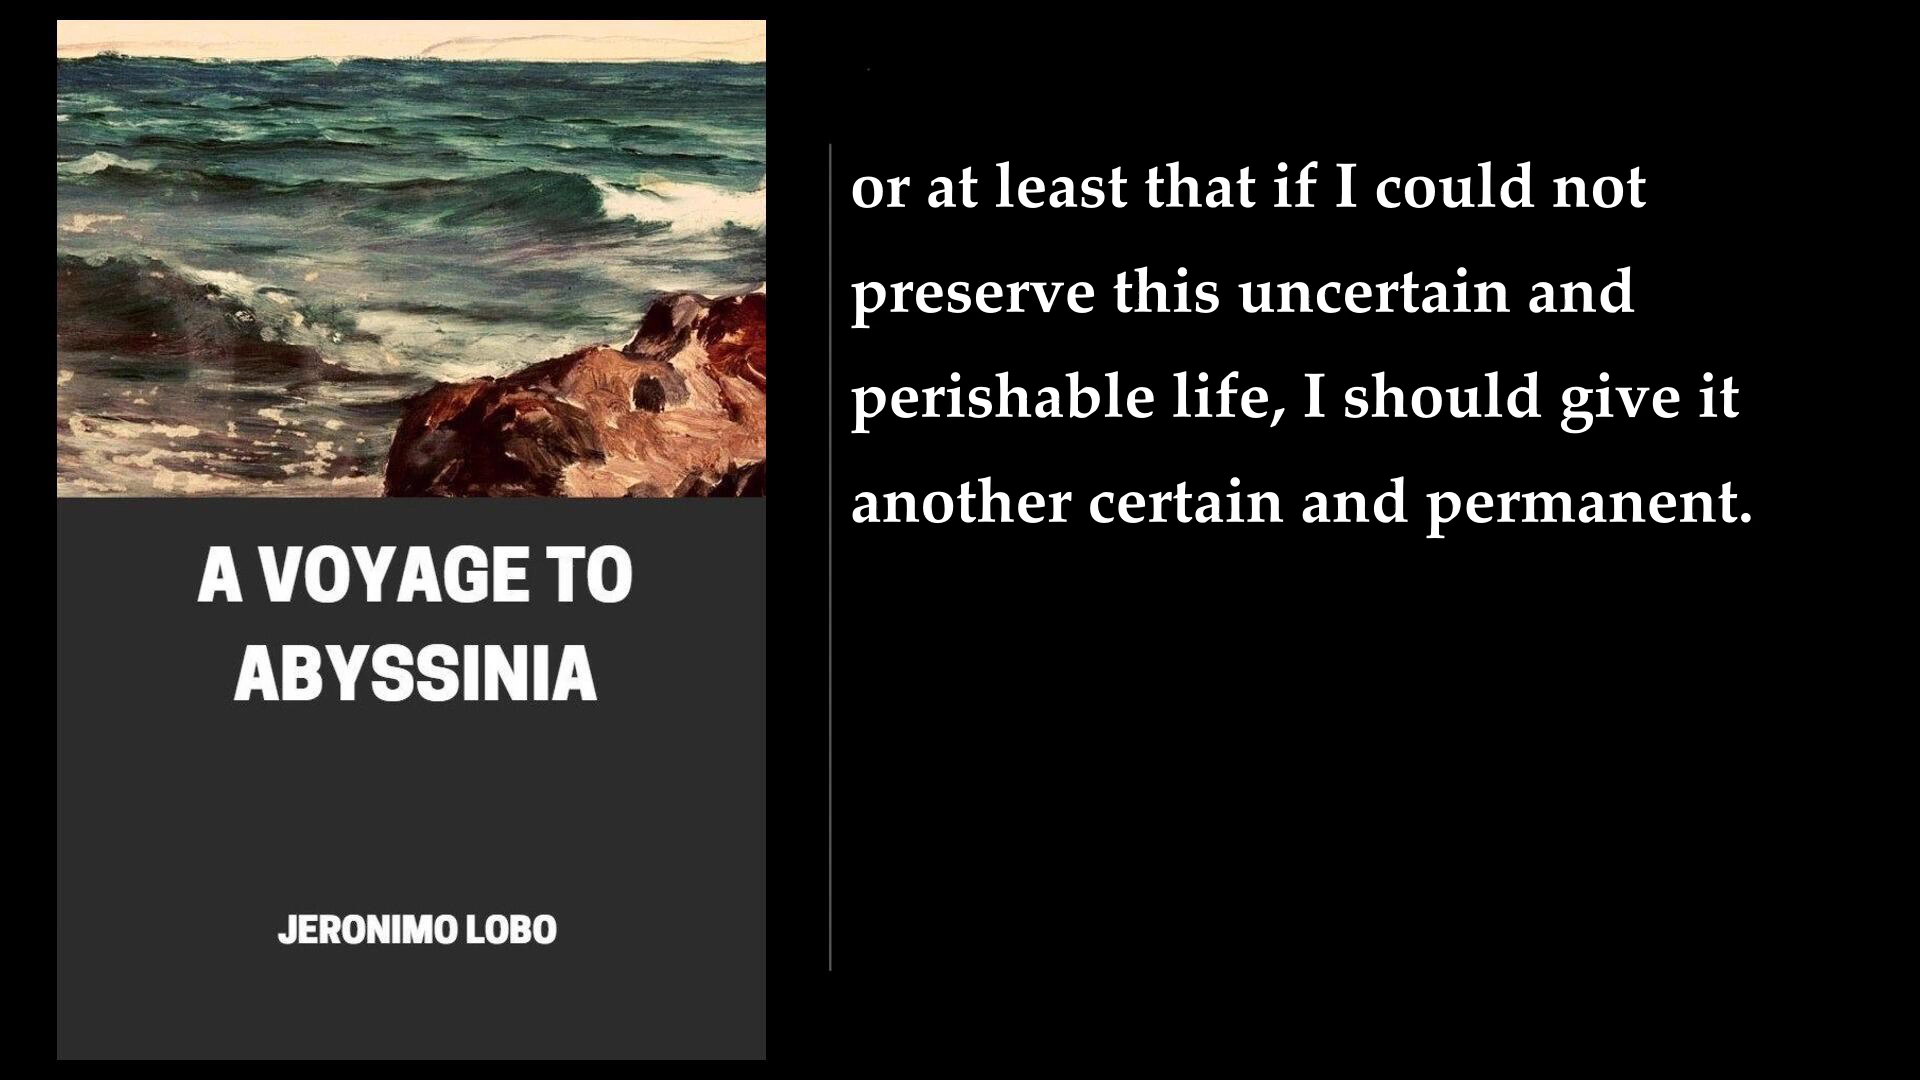 A VOYAGE TO
ABYSSINIA
JERONIMO LOBO
or at least that if I could not
preserve this uncertain and
perishable life, I should give it
another certain and permanent.